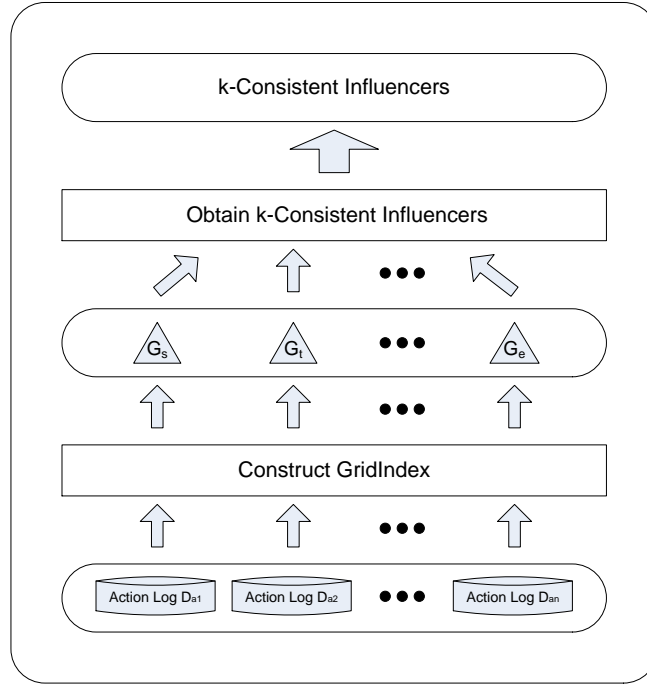 k-Consistent Influencers
Obtain k-Consistent Influencers
Gs Gt Ge
Construct GridIndex
Action Log Da1 Action Log Da2 Action Log Dan